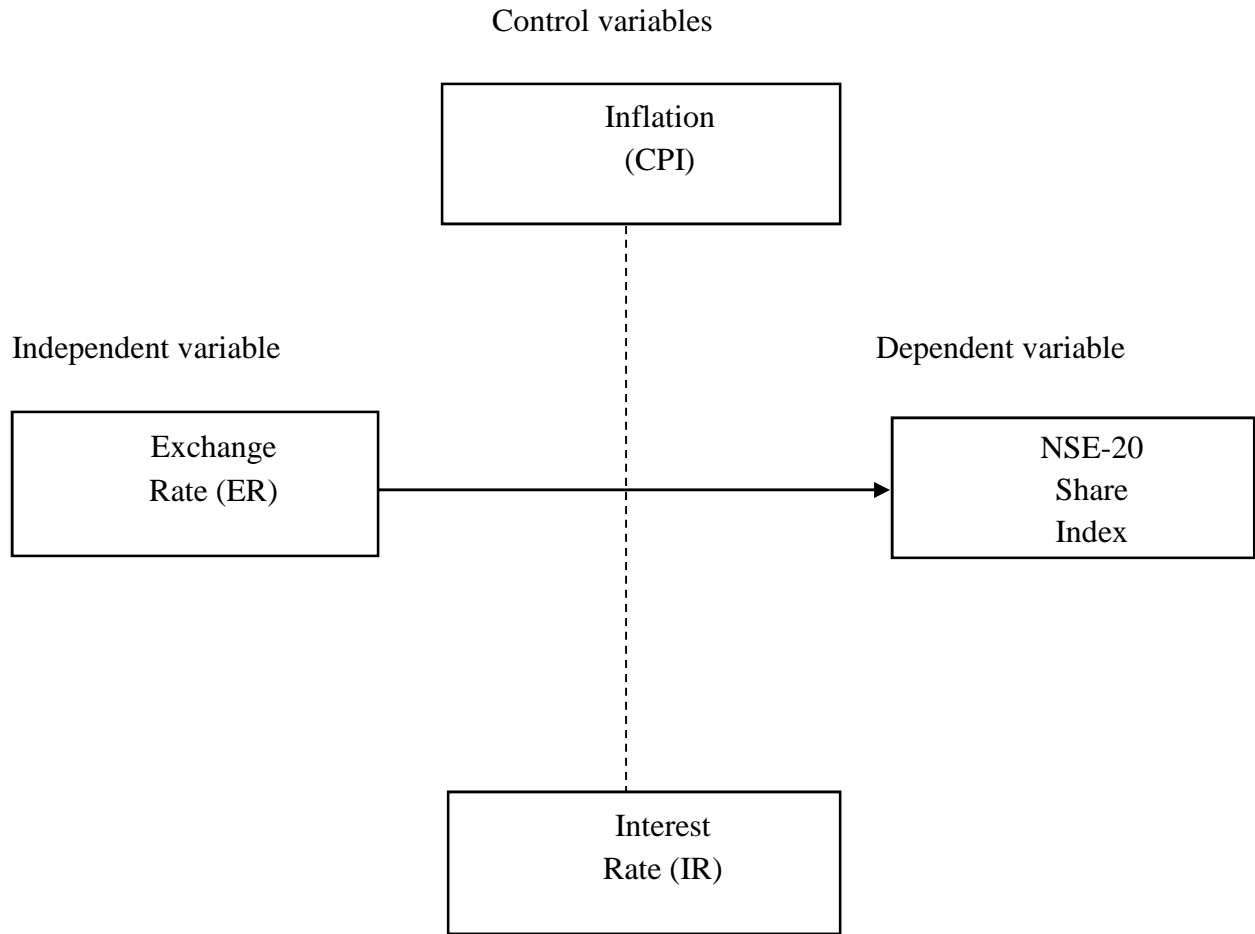 Control variables
Inflation
(CPI)
Independent variable
Dependent variable
Exchange
Rate (ER)
NSE-20
Share
Index
Interest
Rate (IR)